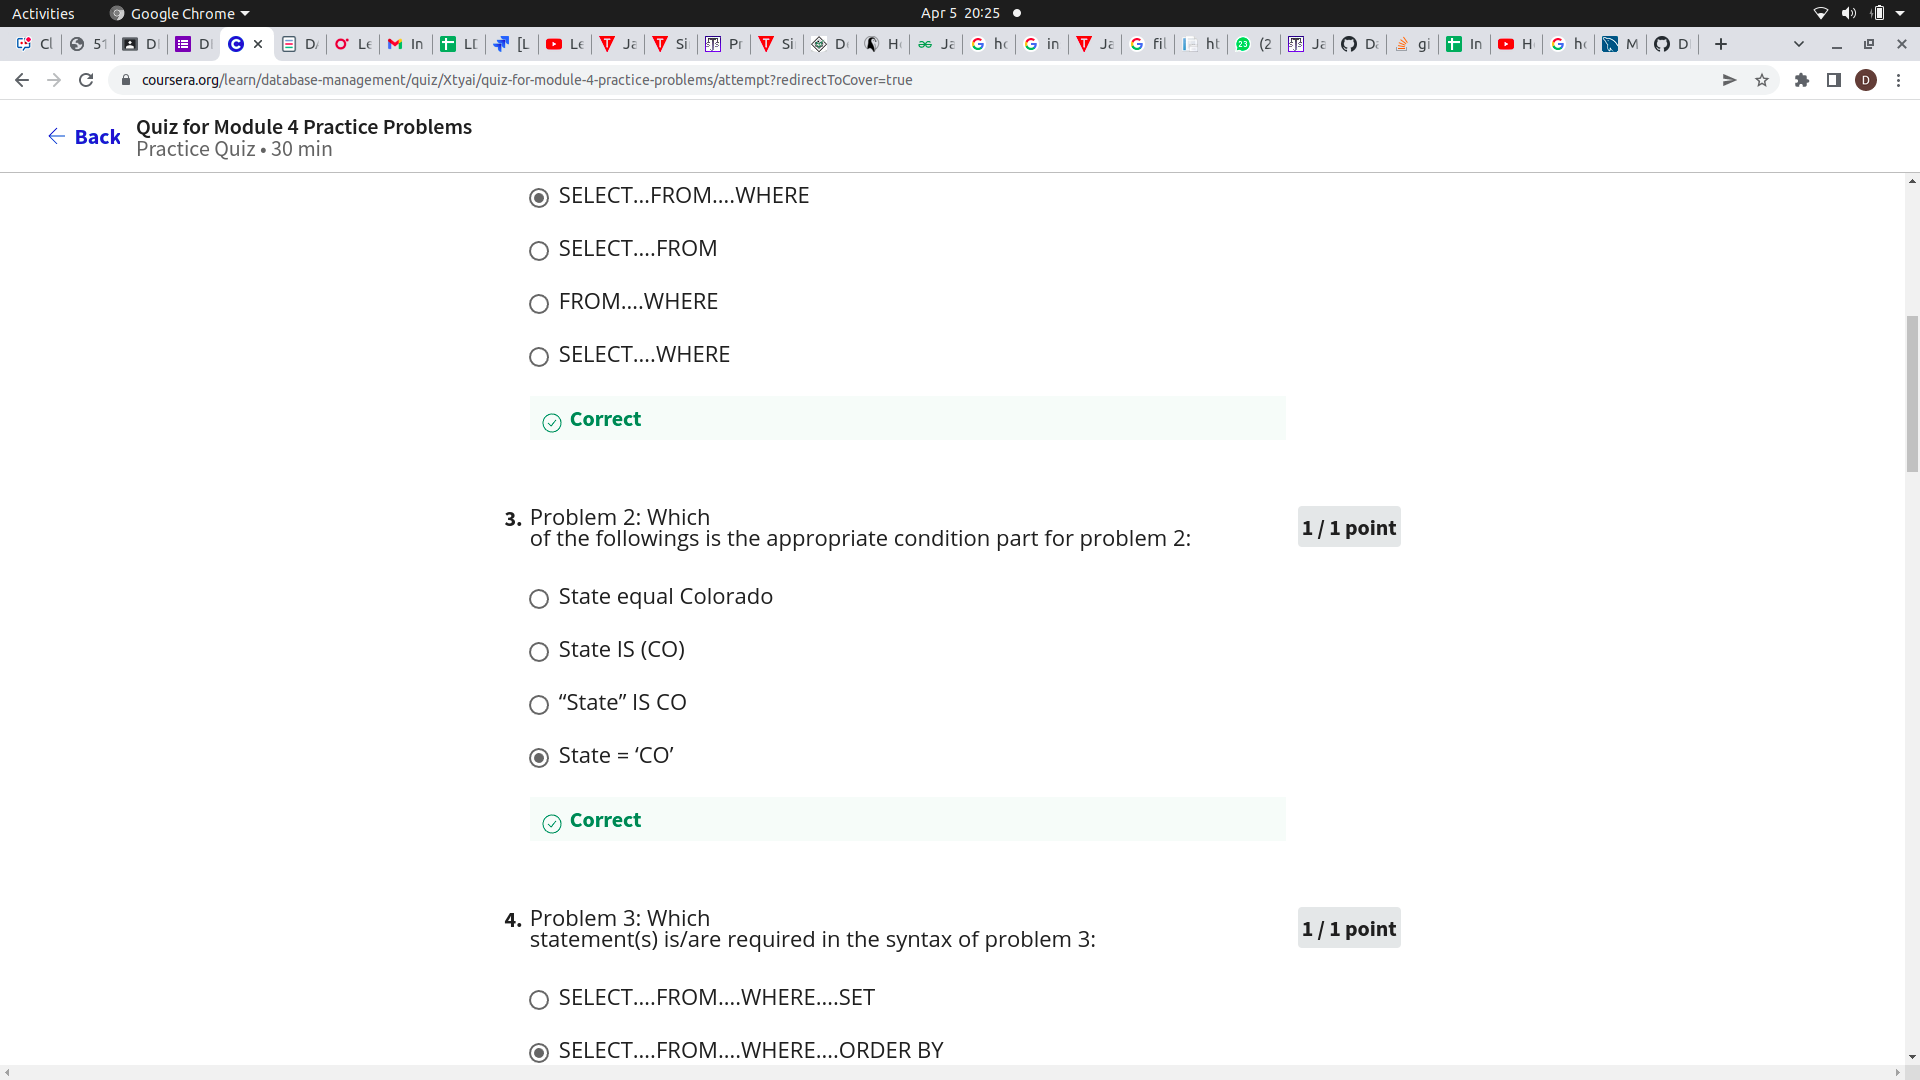 Activities
Google Chrome
Apr 5 20:25
Cl
51
DI
DI
D/
Le
In
LD
[L
Le
Ja
Si
Pr
Si
D
H
Ja
ho
in
Ja
fil
ht
(2
Ja
Da
gi
In
H
ho
M
D
coursera.org/learn/database-management/quiz/Xtyai/quiz-for-module-4-practice-problems/attempt?redirectToCover=true
D
Back
Quiz for Module 4 Practice Problems
Practice Quiz • 30 min
SELECT...FROM....WHERE
SELECT....FROM
FROM....WHERE
SELECT....WHERE
Correct
3. Problem 2: Which
of the followings is the appropriate condition part for problem 2:
1 / 1 point
State equal Colorado
State IS (CO)
“State” IS CO
State = ‘CO’
Correct
4. Problem 3: Which
statement(s) is/are required in the syntax of problem 3:
1 / 1 point
SELECT....FROM....WHERE....SET
SELECT....FROM....WHERE....ORDER BY